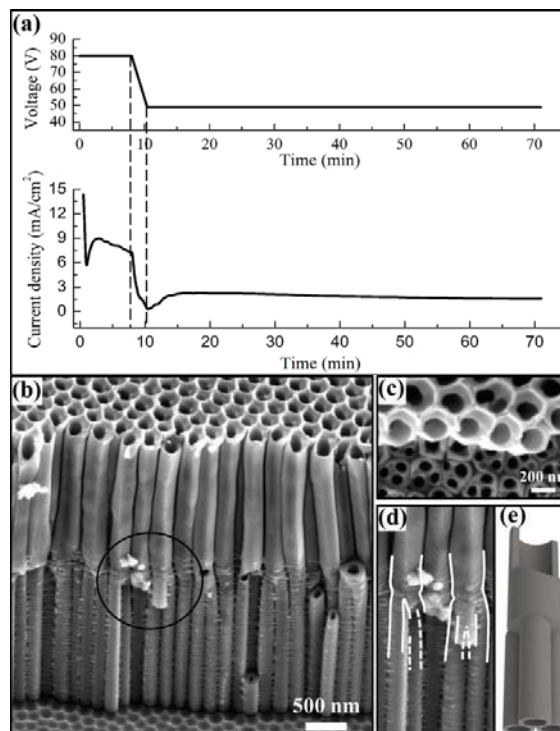 (a)
90
80
70
60
50
Voltage (V)
0 10 20 30 40 50 60 70
Time (min)
15
12
9
6
3
0
Current density (mA/cm²)
0 10 20 30 40 50 60 70
Time (min)
(b)
500 nm
(c)
200 nm
(d)
(e)